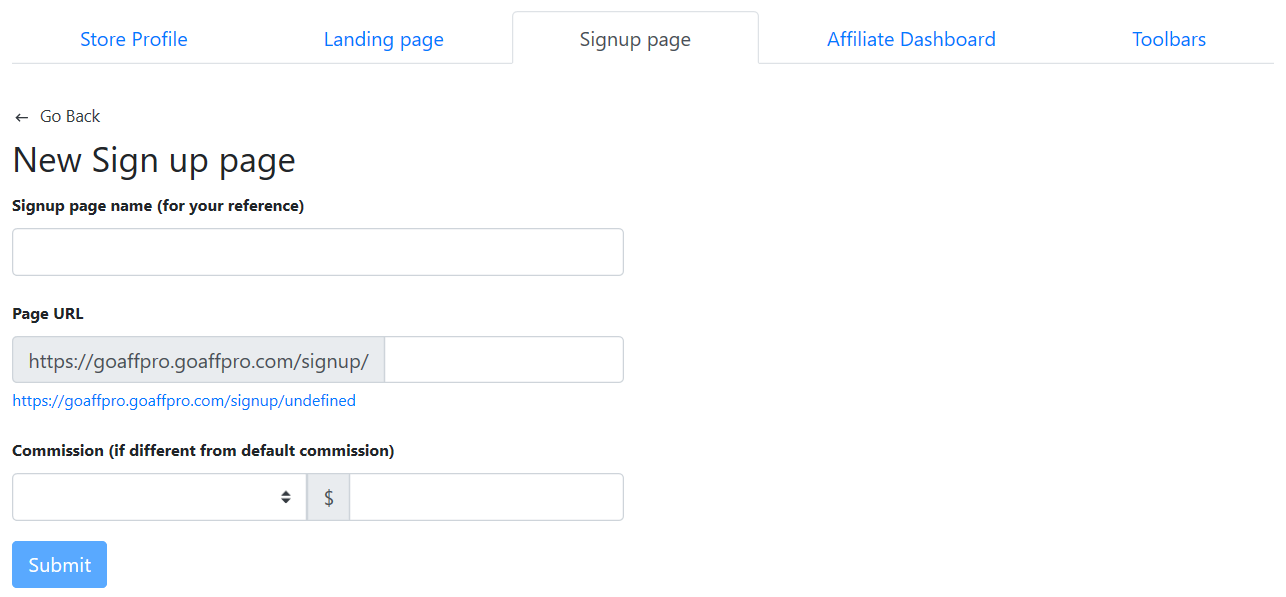 Store Profile Landing page Signup page Affiliate Dashboard Toolbars
← Go Back
New Sign up page
Signup page name (for your reference)
Page URL
https://goaffpro.goaffpro.com/signup/
https://goaffpro.goaffpro.com/signup/undefined
Commission (if different from default commission)
$
Submit